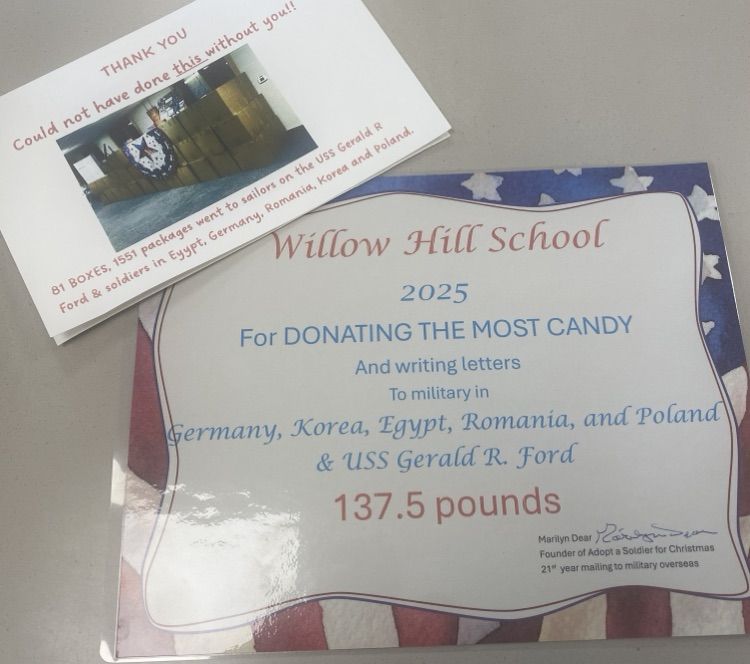 THANK YOU
Could not have done this without you!!
81 BOXES, 1551 packages went to sailors on the USS Gerald R
Ford & soldiers in Egypt, Germany, Romania, Korea and Poland.
Willow Hill School
2025
For DONATING THE MOST CANDY
And writing letters
To military in
Germany, Korea, Egypt, Romania, and Poland
& USS Gerald R. Ford
137.5 pounds
Marilyn Dear Marilyn Dear
Founder of Adopt a Soldier for Christmas
21st year mailing to military overseas